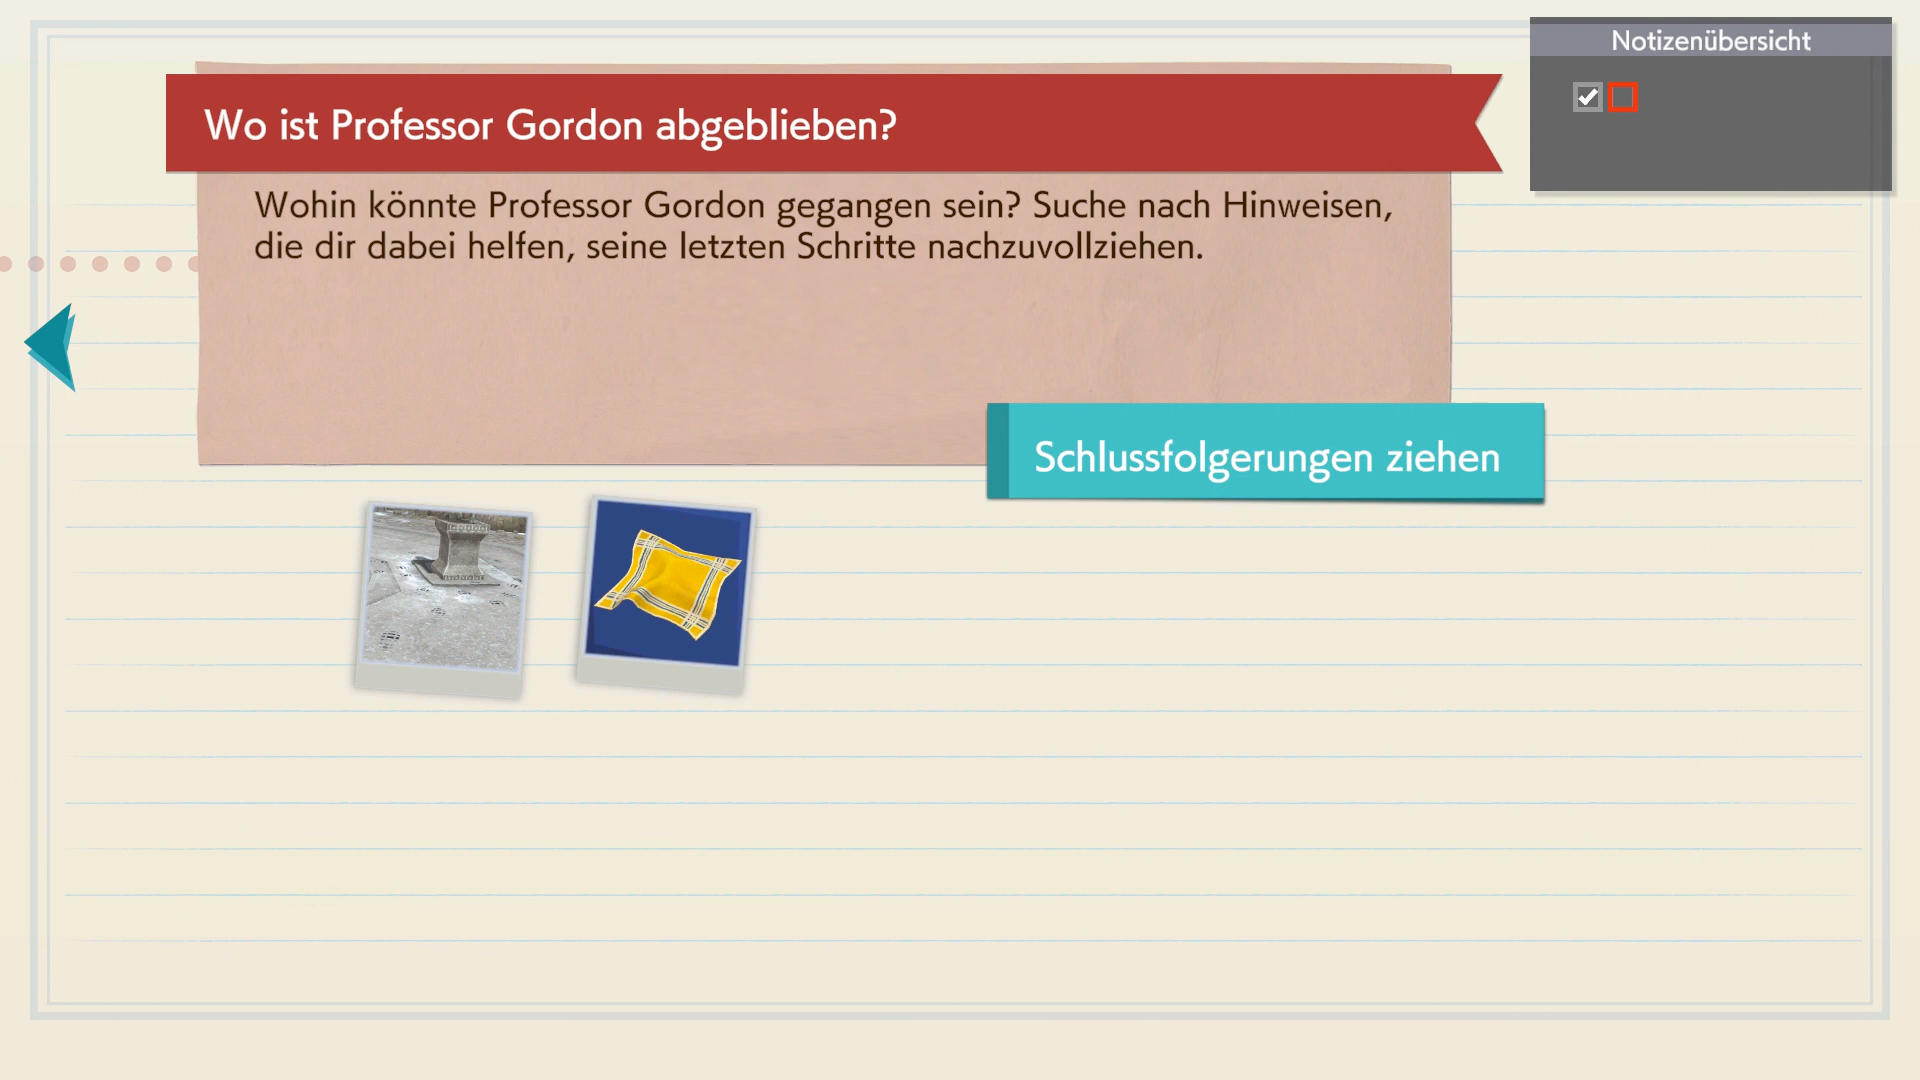 Notizenübersicht
Wo ist Professor Gordon abgeblieben?
Wohin könnte Professor Gordon gegangen sein? Suche nach Hinweisen,
die dir dabei helfen, seine letzten Schritte nachzuvollziehen.
Schlussfolgerungen ziehen